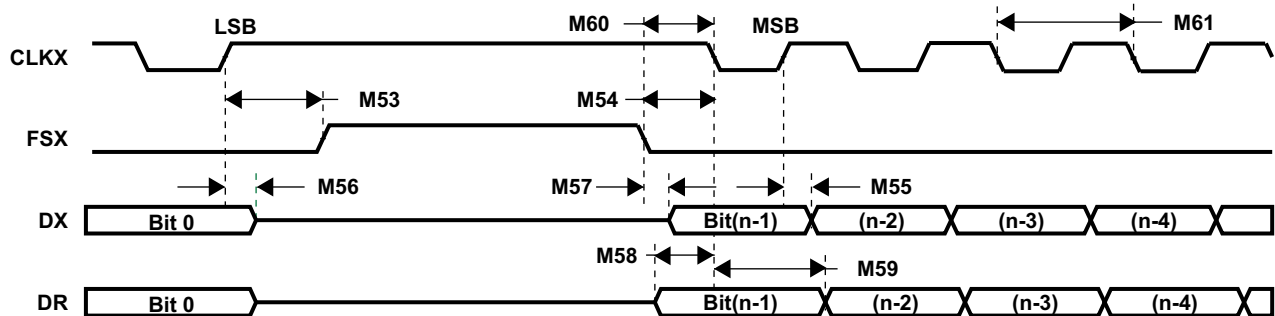 LSB M60 MSB M61
CLKX
M53 M54
FSX
M56 M57 M55
DX Bit 0 Bit(n-1) (n-2) (n-3) (n-4)
M58 M59
DR Bit 0 Bit(n-1) (n-2) (n-3) (n-4)